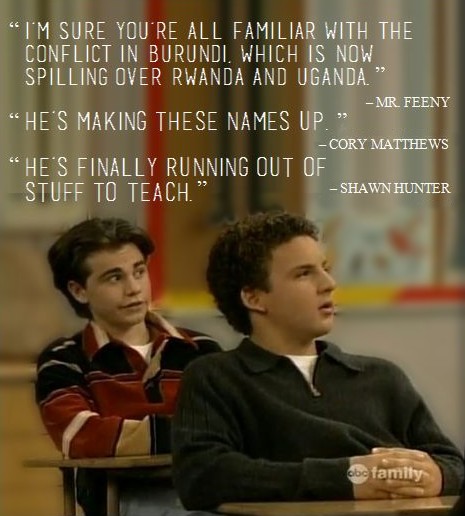 “ I'M SURE YOU'RE ALL FAMILIAR WITH THE
CONFLICT IN BURUNDI, WHICH IS NOW
SPILLING OVER RWANDA AND UGANDA. ”
– MR. FEENY
“ HE'S MAKING THESE NAMES UP. ”
– CORY MATTHEWS
“ HE'S FINALLY RUNNING OUT OF
STUFF TO TEACH. ”
– SHAWN HUNTER
abc family